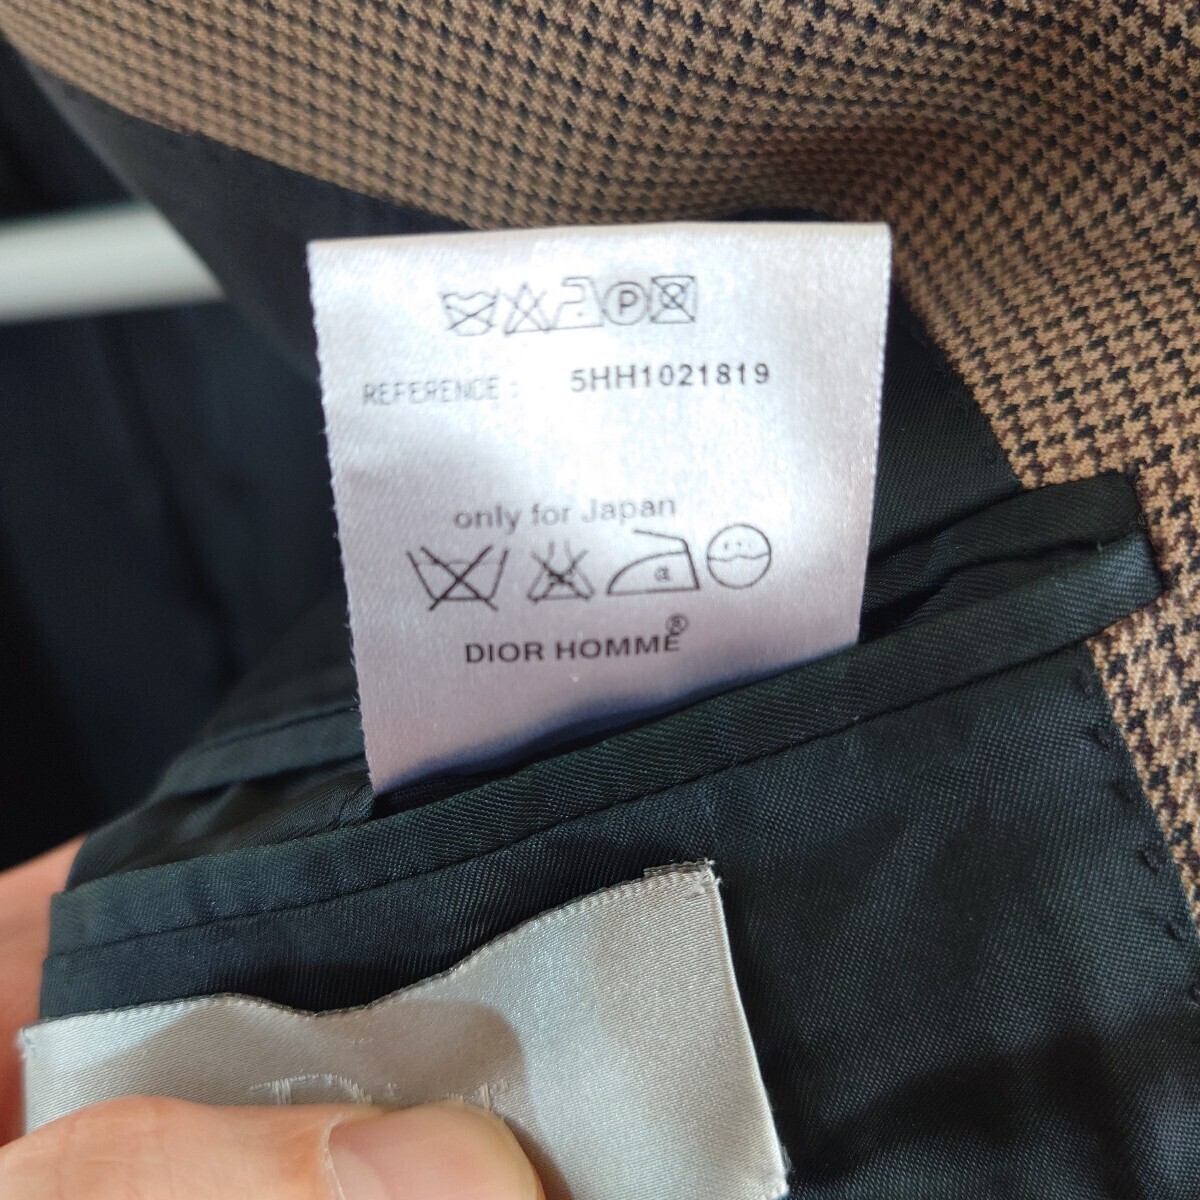 P
REFERENCE : 5HH1021819
only for Japan
DIOR HOMME®